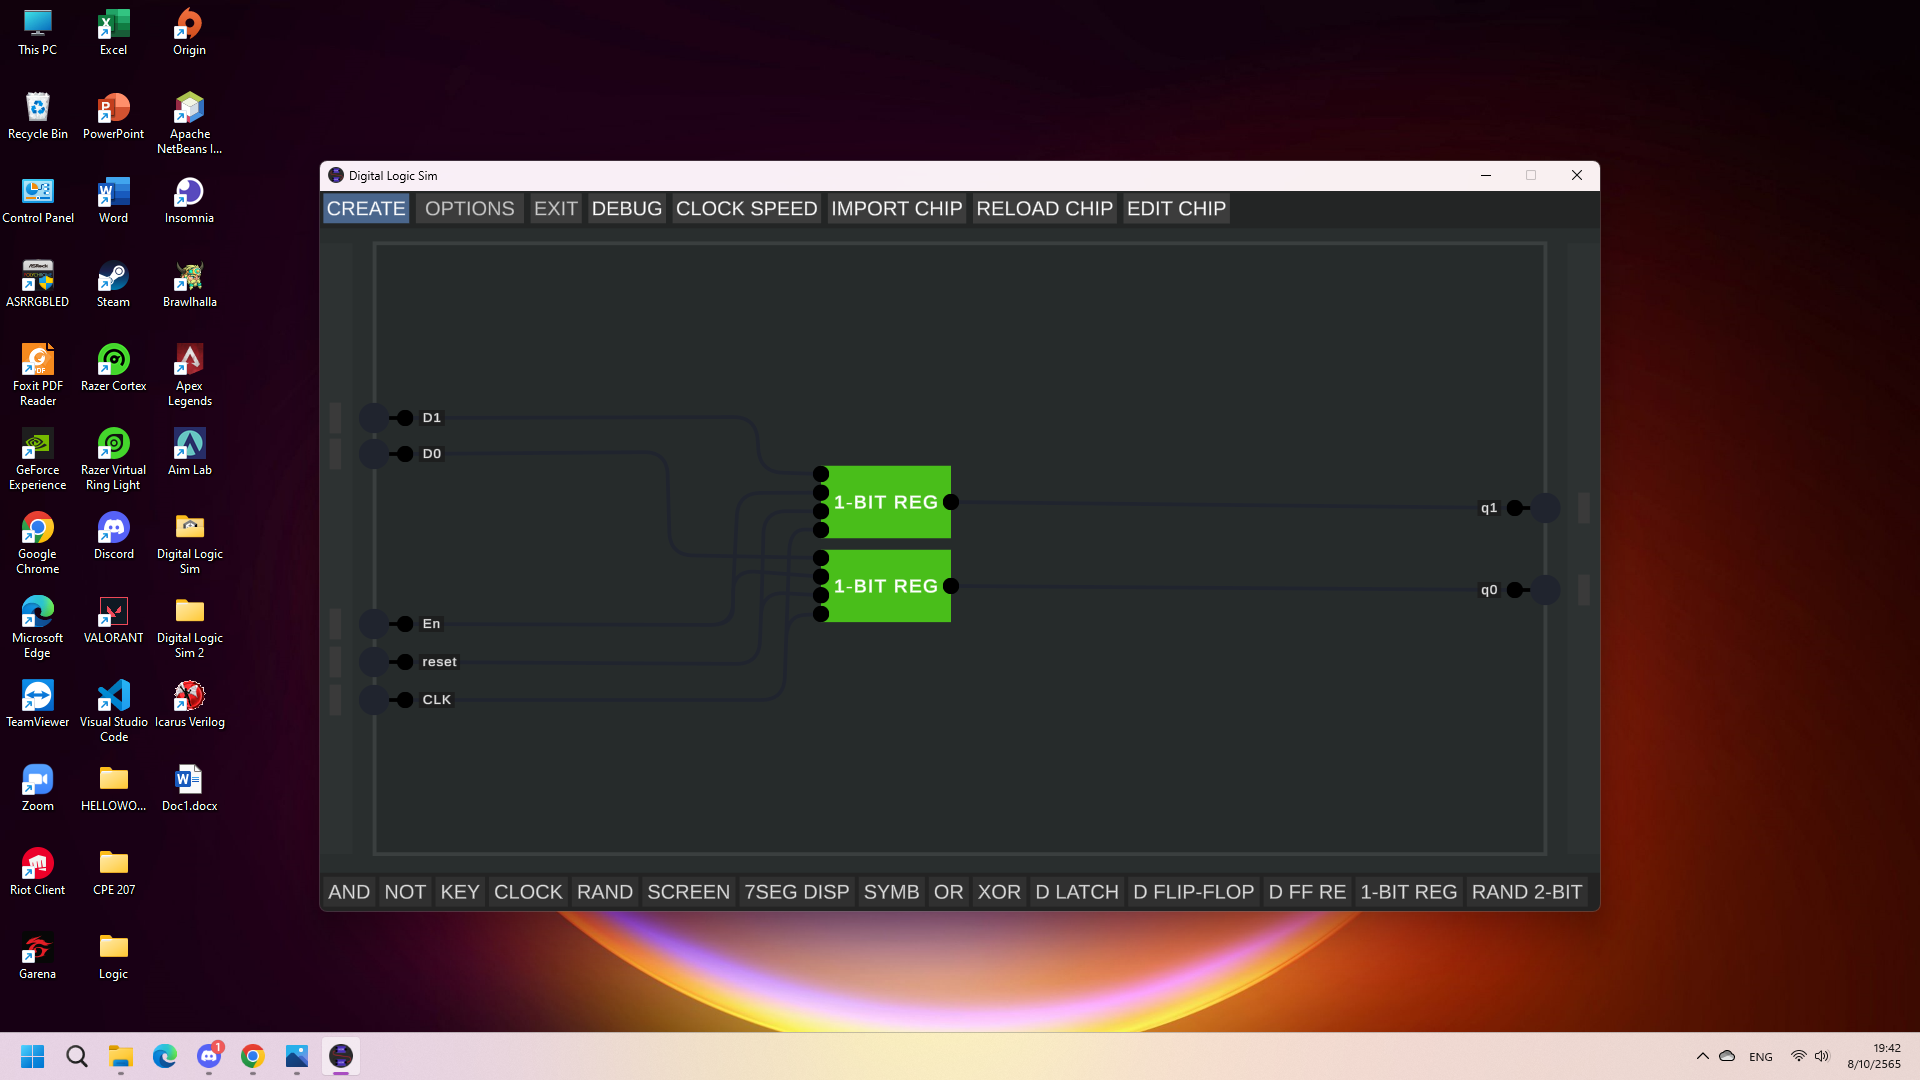 This PC
Excel
Origin
Recycle Bin
PowerPoint
Apache
NetBeans I...
Control Panel
Word
Insomnia
ASRRGBLED
Steam
Brawlhalla
Foxit PDF
Reader
Razer Cortex
Apex
Legends
GeForce
Experience
Razer Virtual
Ring Light
Aim Lab
Google
Chrome
Discord
Digital Logic
Sim
Microsoft
Edge
VALORANT
Digital Logic
Sim 2
TeamViewer
Visual Studio
Code
Icarus Verilog
Zoom
HELLOWO...
Doc1.docx
Riot Client
CPE 207
Garena
Logic
Digital Logic Sim
CREATE OPTIONS EXIT DEBUG CLOCK SPEED IMPORT CHIP RELOAD CHIP EDIT CHIP
D1
D0
1-BIT REG
q1
1-BIT REG
q0
En
reset
CLK
AND NOT KEY CLOCK RAND SCREEN 7SEG DISP SYMB OR XOR D LATCH D FLIP-FLOP D FF RE 1-BIT REG RAND 2-BIT
1
ENG
19:42
8/10/2565